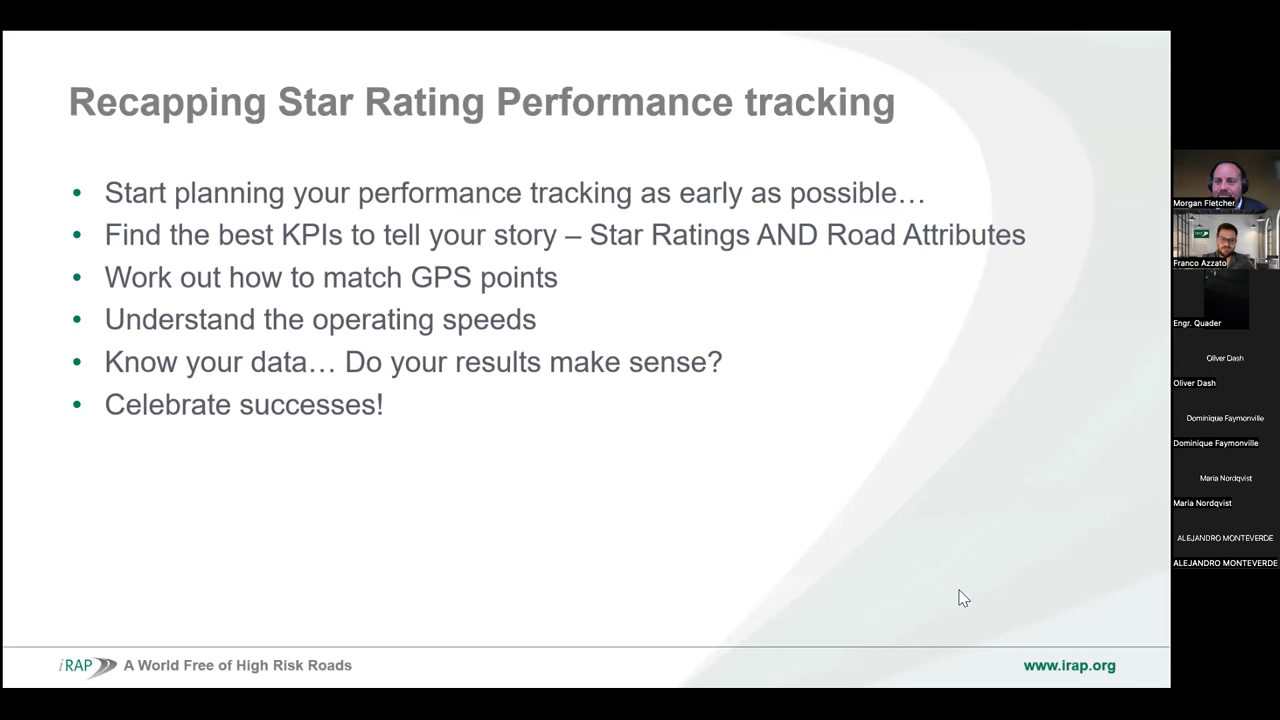 Recapping Star Rating Performance tracking
• Start planning your performance tracking as early as possible…
• Find the best KPIs to tell your story – Star Ratings AND Road Attributes
• Work out how to match GPS points
• Understand the operating speeds
• Know your data… Do your results make sense?
• Celebrate successes!
iRAP A World Free of High Risk Roads
www.irap.org
Morgan Fletcher
iRAP
Franco Azzato
Engr. Quader
Oliver Dash
Oliver Dash
Dominique Faymonville
Dominique Faymonville
Maria Nordqvist
Maria Nordqvist
ALEJANDRO MONTEVERDE
ALEJANDRO MONTEVERDE